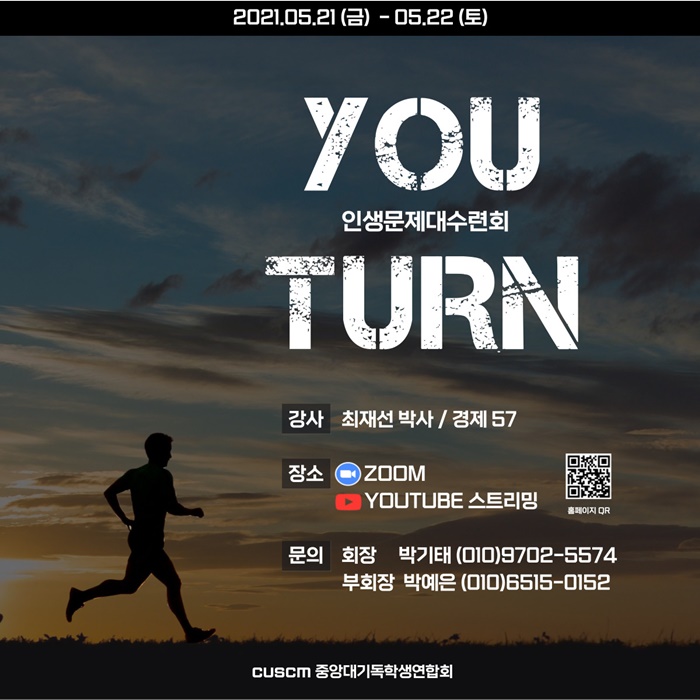 2021.05.21 (금) - 05.22 (토)
YOU
인생문제대수련회
TURN
강사 최재선 박사 / 경제 57
장소 ZOOM
YOUTUBE 스트리밍
홈페이지 QR
문의 회장 박기태 (010)9702-5574
부회장 박예은 (010)6515-0152
cuscm 중앙대기독학생연합회